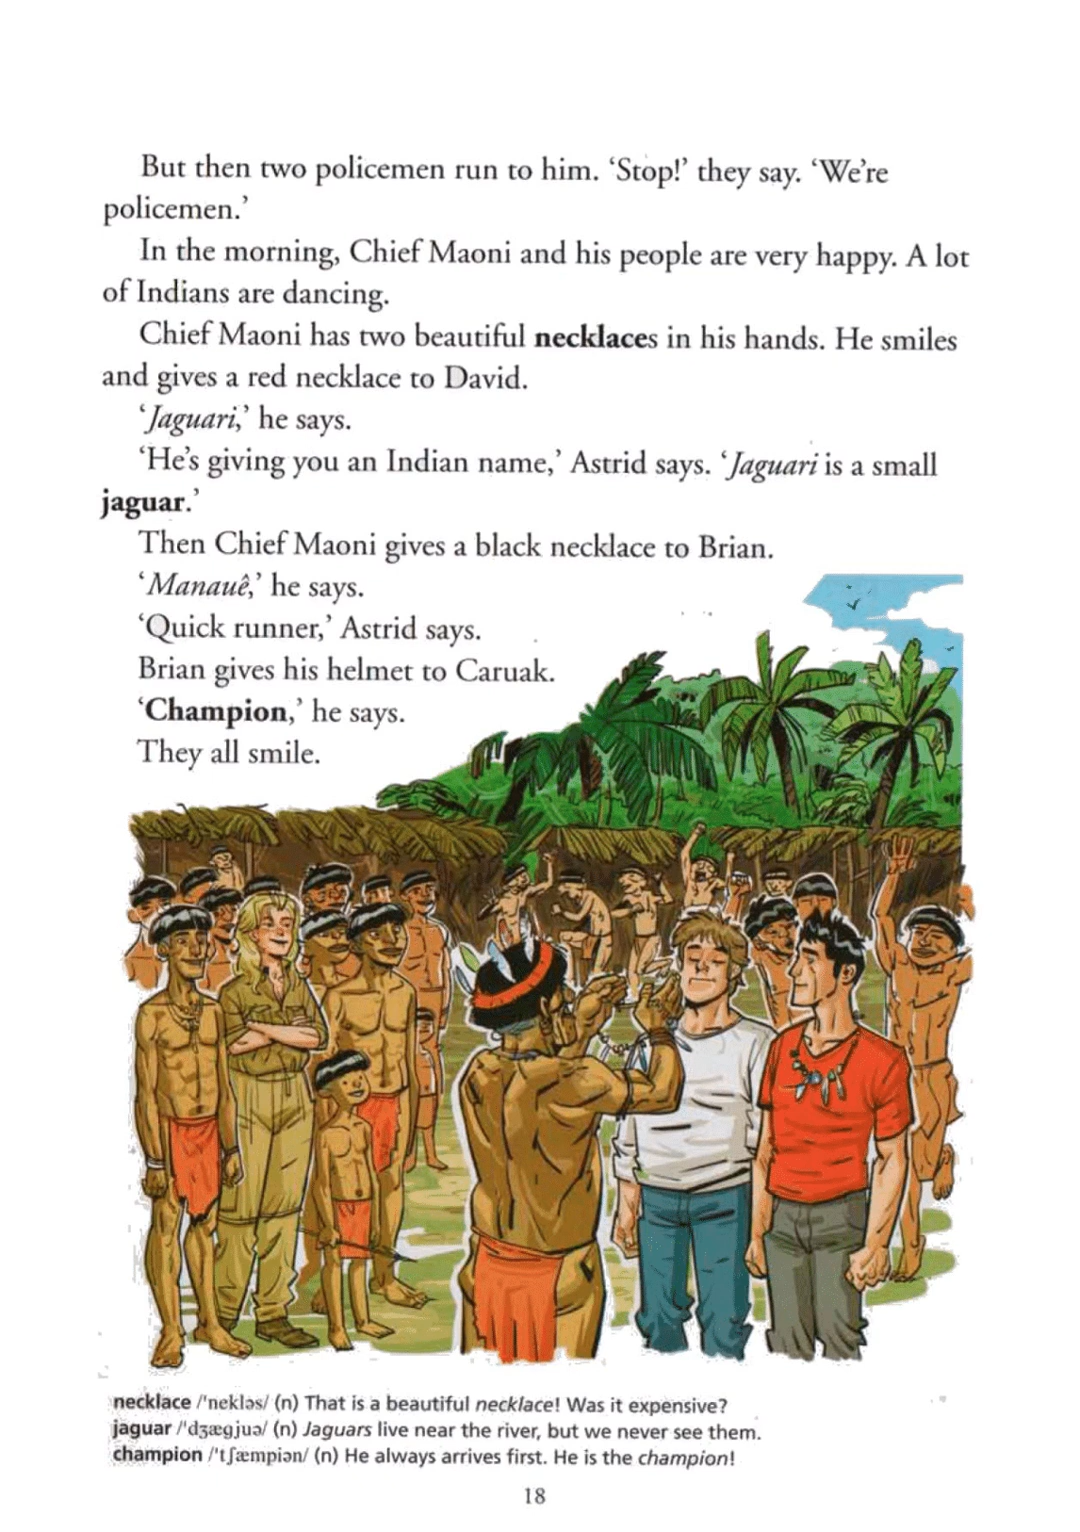 But then two policemen run to him. ‘Stop!’ they say. ‘We’re
policemen.’
In the morning, Chief Maoni and his people are very happy. A lot
of Indians are dancing.
Chief Maoni has two beautiful necklaces in his hands. He smiles
and gives a red necklace to David.
‘Jaguari,’ he says.
‘He’s giving you an Indian name,’ Astrid says. ‘Jaguari is a small
jaguar.’
Then Chief Maoni gives a black necklace to Brian.
‘Manauê,’ he says.
‘Quick runner,’ Astrid says.
Brian gives his helmet to Caruak.
‘Champion,’ he says.
They all smile.
necklace /ˈnekləs/ (n) That is a beautiful necklace! Was it expensive?
jaguar /ˈdʒægjuə/ (n) Jaguars live near the river, but we never see them.
champion /ˈtʃæmpiən/ (n) He always arrives first. He is the champion!
18